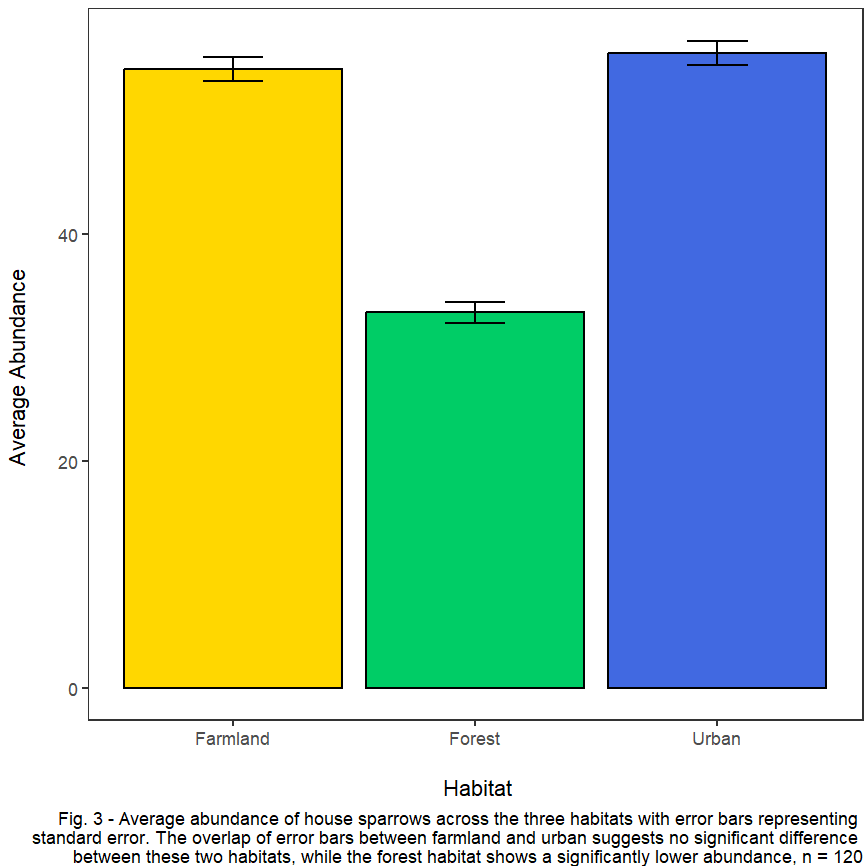 40
20
0
Average Abundance
Farmland Forest Urban
Habitat
Fig. 3 - Average abundance of house sparrows across the three habitats with error bars representing
standard error. The overlap of error bars between farmland and urban suggests no significant difference
between these two habitats, while the forest habitat shows a significantly lower abundance, n = 120